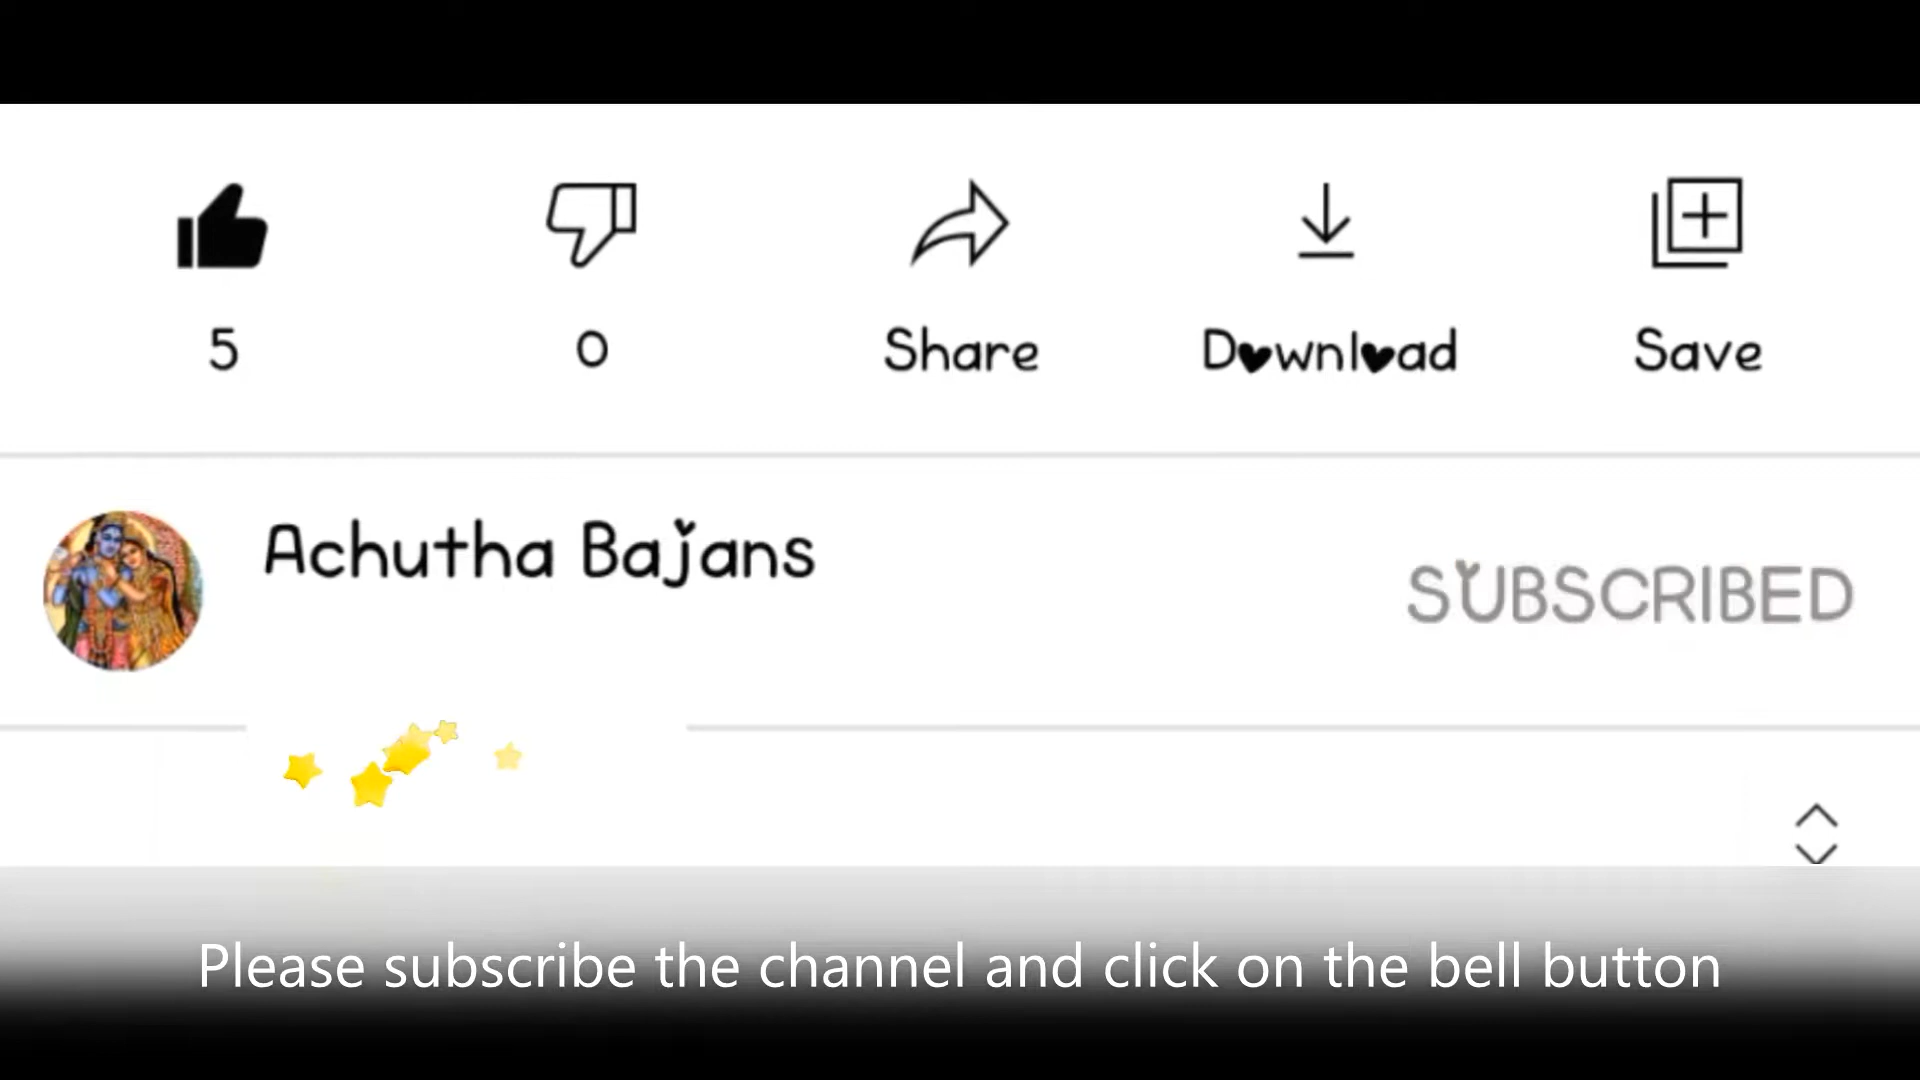 5 0 Share Download Save
Achutha Bajans
SUBSCRIBED
Please subscribe the channel and click on the bell button